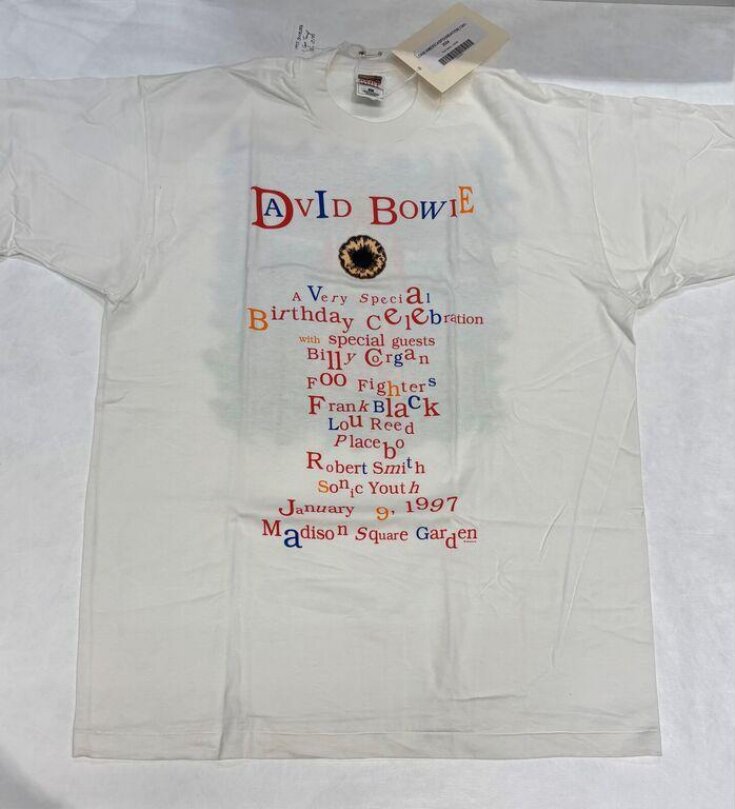 DAVID BOWIE
A Very SpeciAl
Birthday CelebratioN
with special guests
Billy Corgan
FOO Fighters
Frank Black
Lou Reed
Placebo
Robert Smith
Sonic Youth
January 9, 1997
Madison Square Garden